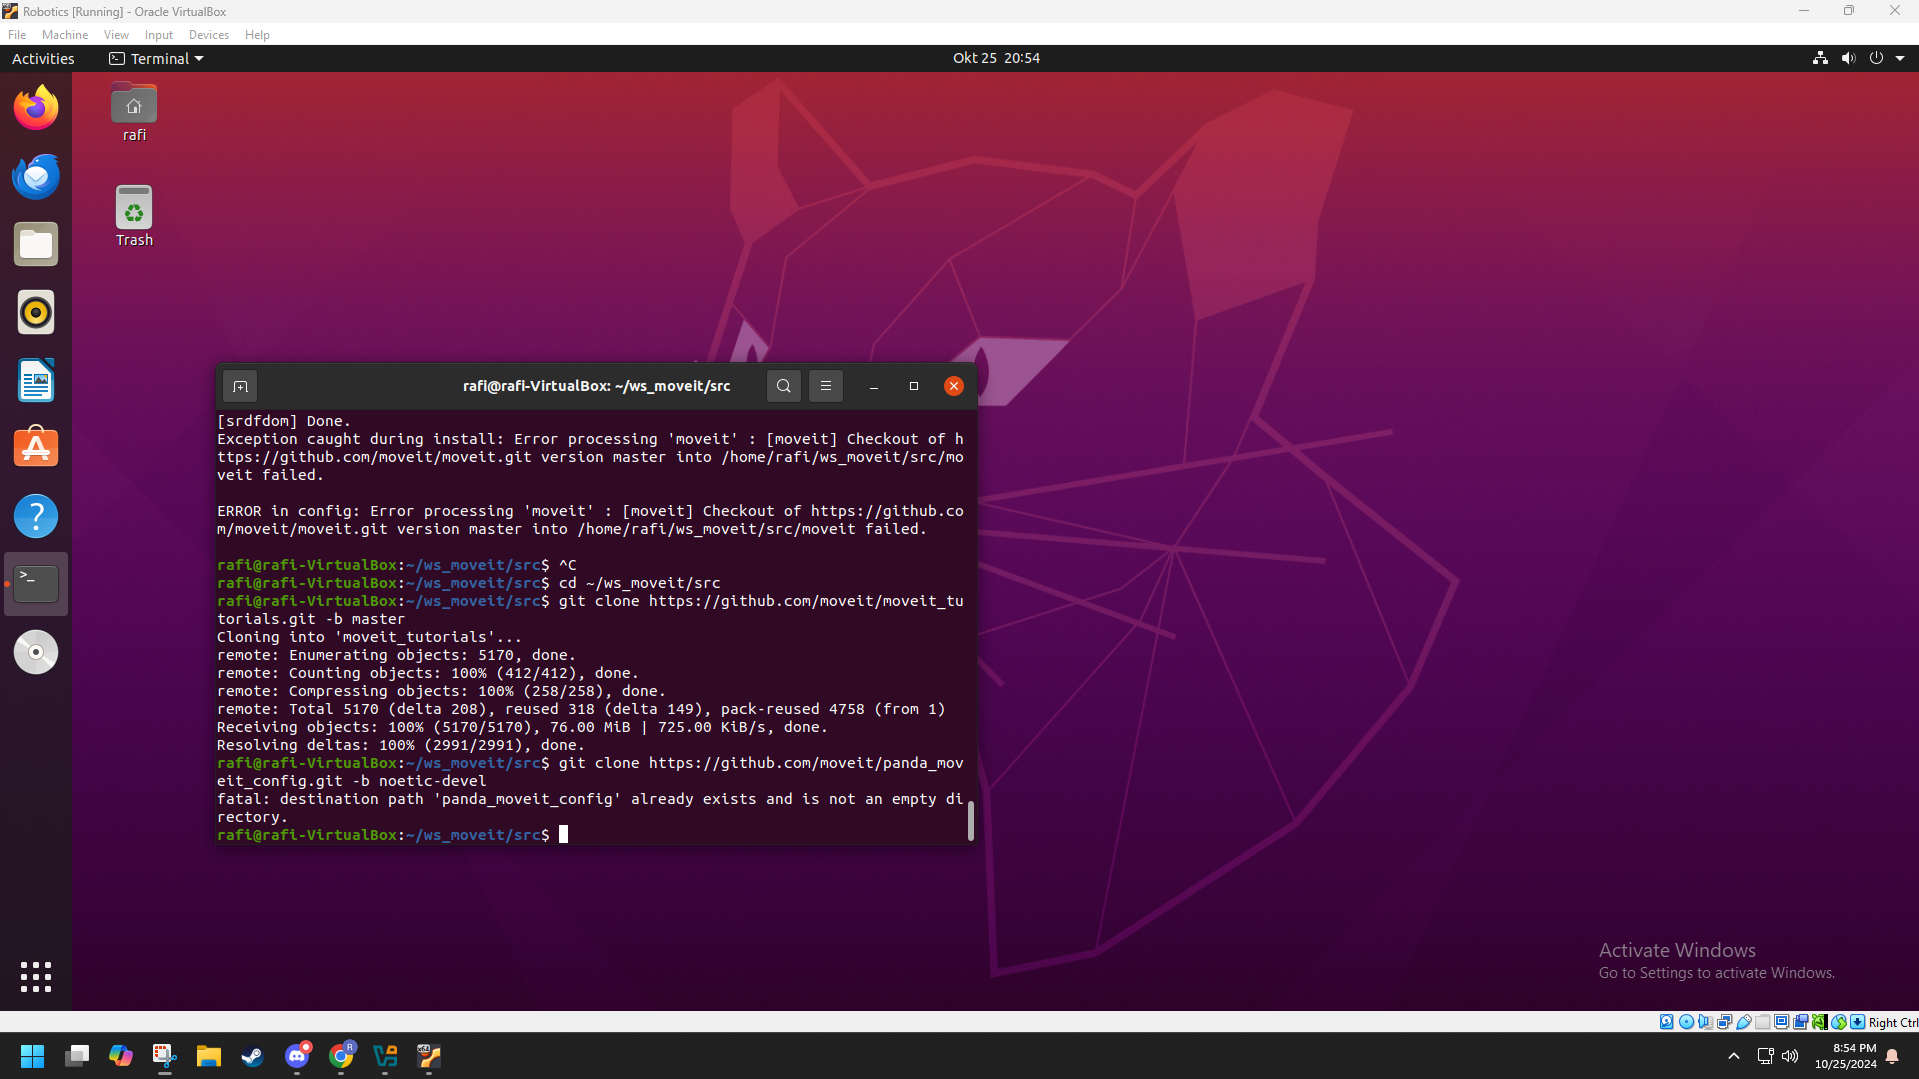 Robotics [Running] - Oracle VirtualBox
File Machine View Input Devices Help
Activities Terminal Okt 25 20:54
rafi
Trash
rafi@rafi-VirtualBox: ~/ws_moveit/src
[srdfdom] Done.
Exception caught during install: Error processing 'moveit' : [moveit] Checkout of h
ttps://github.com/moveit/moveit.git version master into /home/rafi/ws_moveit/src/mo
veit failed.
ERROR in config: Error processing 'moveit' : [moveit] Checkout of https://github.co
m/moveit/moveit.git version master into /home/rafi/ws_moveit/src/moveit failed.
rafi@rafi-VirtualBox:~/ws_moveit/src$ ^C
rafi@rafi-VirtualBox:~/ws_moveit/src$ cd ~/ws_moveit/src
rafi@rafi-VirtualBox:~/ws_moveit/src$ git clone https://github.com/moveit/moveit_tu
torials.git -b master
Cloning into 'moveit_tutorials'...
remote: Enumerating objects: 5170, done.
remote: Counting objects: 100% (412/412), done.
remote: Compressing objects: 100% (258/258), done.
remote: Total 5170 (delta 208), reused 318 (delta 149), pack-reused 4758 (from 1)
Receiving objects: 100% (5170/5170), 76.00 MiB | 725.00 KiB/s, done.
Resolving deltas: 100% (2991/2991), done.
rafi@rafi-VirtualBox:~/ws_moveit/src$ git clone https://github.com/moveit/panda_mov
eit_config.git -b noetic-devel
fatal: destination path 'panda_moveit_config' already exists and is not an empty di
rectory.
rafi@rafi-VirtualBox:~/ws_moveit/src$
Activate Windows
Go to Settings to activate Windows.
Right Ctrl
8:54 PM
10/25/2024